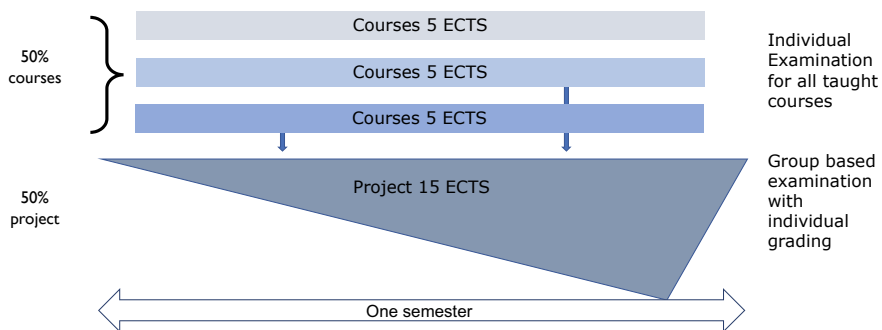 50%
courses
Courses 5 ECTS
Courses 5 ECTS
Courses 5 ECTS
Individual
Examination
for all taught
courses
50%
project
Project 15 ECTS
Group based
examination
with
individual
grading
One semester